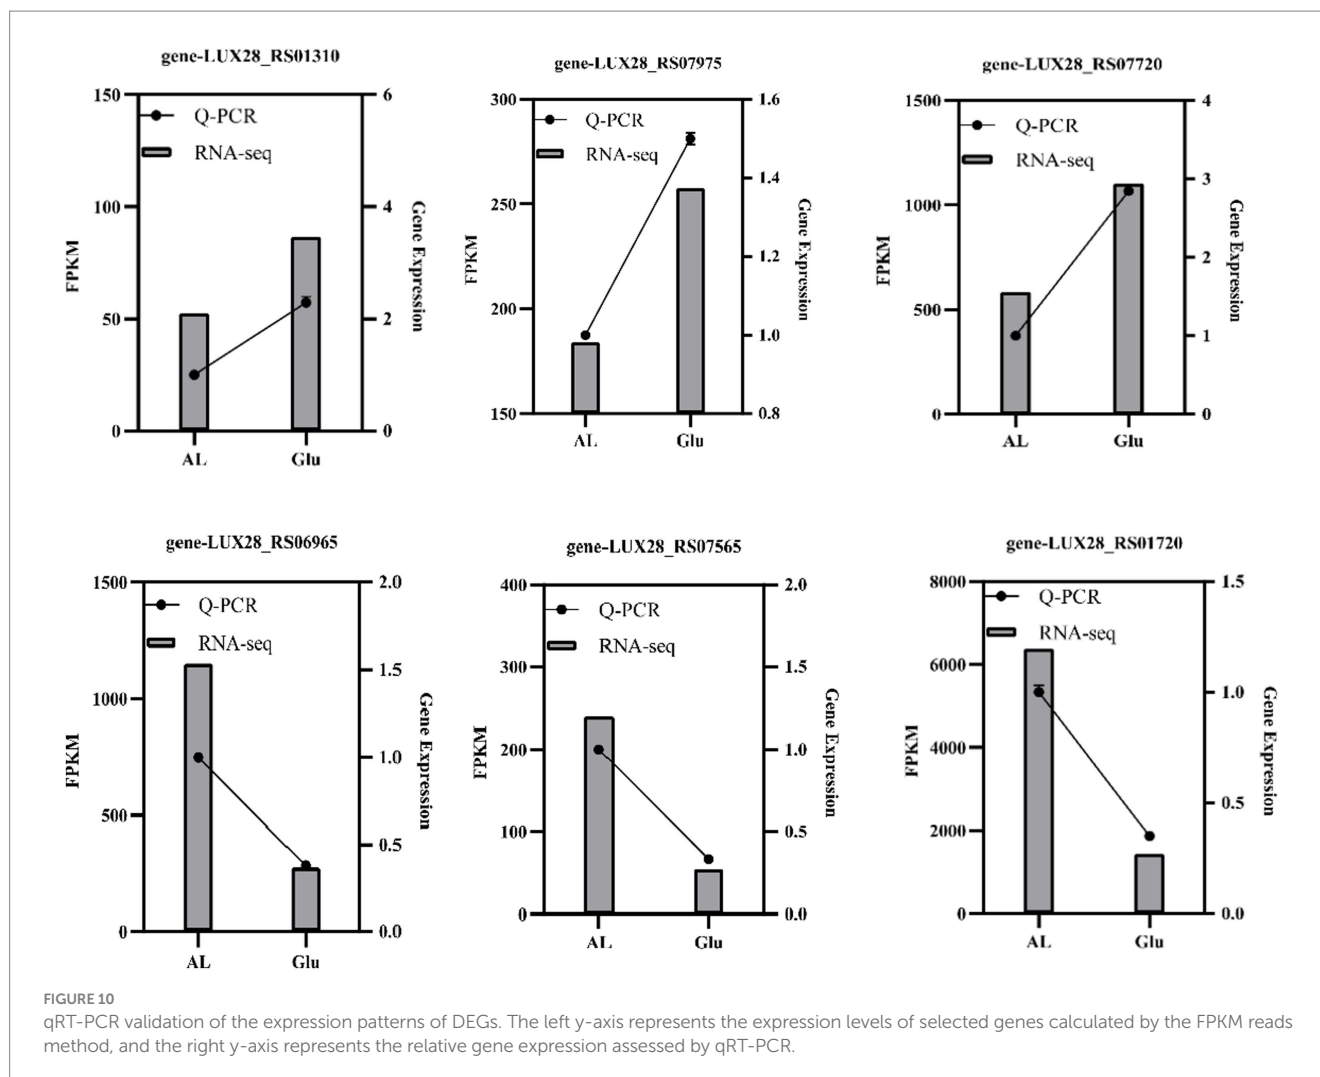 gene-LUX28_RS01310
150
100
50
0
FPKM
Q-PCR
RNA-seq
6
4
2
0
Gene Expression
AL
Glu
gene-LUX28_RS07975
300
250
200
150
FPKM
Q-PCR
RNA-seq
1.6
1.4
1.2
1.0
0.8
Gene Expression
AL
Glu
gene-LUX28_RS07720
1500
1000
500
0
FPKM
Q-PCR
RNA-seq
4
3
2
1
0
Gene Expression
AL
Glu
gene-LUX28_RS06965
1500
1000
500
0
FPKM
Q-PCR
RNA-seq
2.0
1.5
1.0
0.5
0.0
Gene Expression
AL
Glu
gene-LUX28_RS07565
400
300
200
100
0
FPKM
Q-PCR
RNA-seq
2.0
1.5
1.0
0.5
0.0
Gene Expression
AL
Glu
gene-LUX28_RS01720
8000
6000
4000
2000
0
FPKM
Q-PCR
RNA-seq
1.5
1.0
0.5
0.0
Gene Expression
AL
Glu
FIGURE 10
qRT-PCR validation of the expression patterns of DEGs. The left y-axis represents the expression levels of selected genes calculated by the FPKM reads
method, and the right y-axis represents the relative gene expression assessed by qRT-PCR.